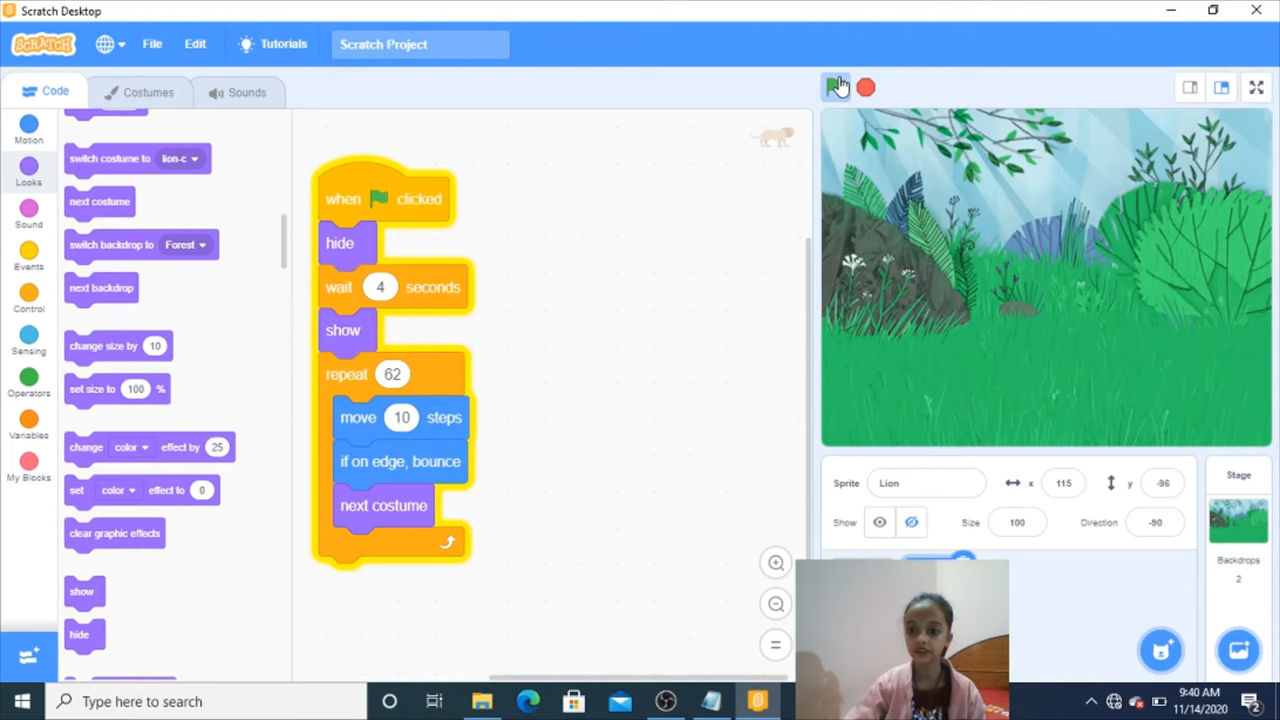 Scratch Desktop
SCRATCH
File
Edit
Tutorials
Scratch Project
Code
Costumes
Sounds
Motion
Looks
Sound
Events
Control
Sensing
Operators
Variables
My Blocks
switch costume to lion-c
next costume
switch backdrop to Forest
next backdrop
change size by 10
set size to 100 %
change color effect by 25
set color effect to 0
clear graphic effects
show
hide
when clicked
hide
wait 4 seconds
show
repeat 62
move 10 steps
if on edge, bounce
next costume
Sprite Lion x 115 y -96
Show Size 100 Direction -90
Stage
Backdrops
2
Type here to search
9:40 AM
11/14/2020
2